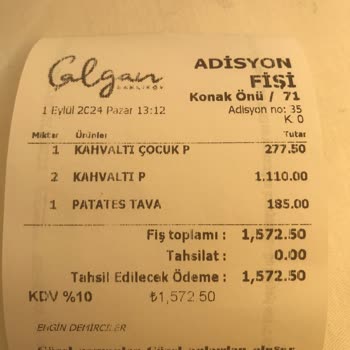 Çalgan
ÇARLIKÖY
ADİSYON
FİŞİ
Konak Önü / 71
1 Eylül 2024 Pazar 13:12
Adisyon no: 35
K 0
Miktar Ürünler Tutar
1 KAHVALTI ÇOCUK P 277.50
2 KAHVALTI P 1,110.00
1 PATATES TAVA 185.00
Fiş toplamı : 1,572.50
Tahsilat : 0.00
Tahsil Edilecek Ödeme : 1,572.50
KDV %10 ₺1,572.50
ERGİN DEMİRCİLER